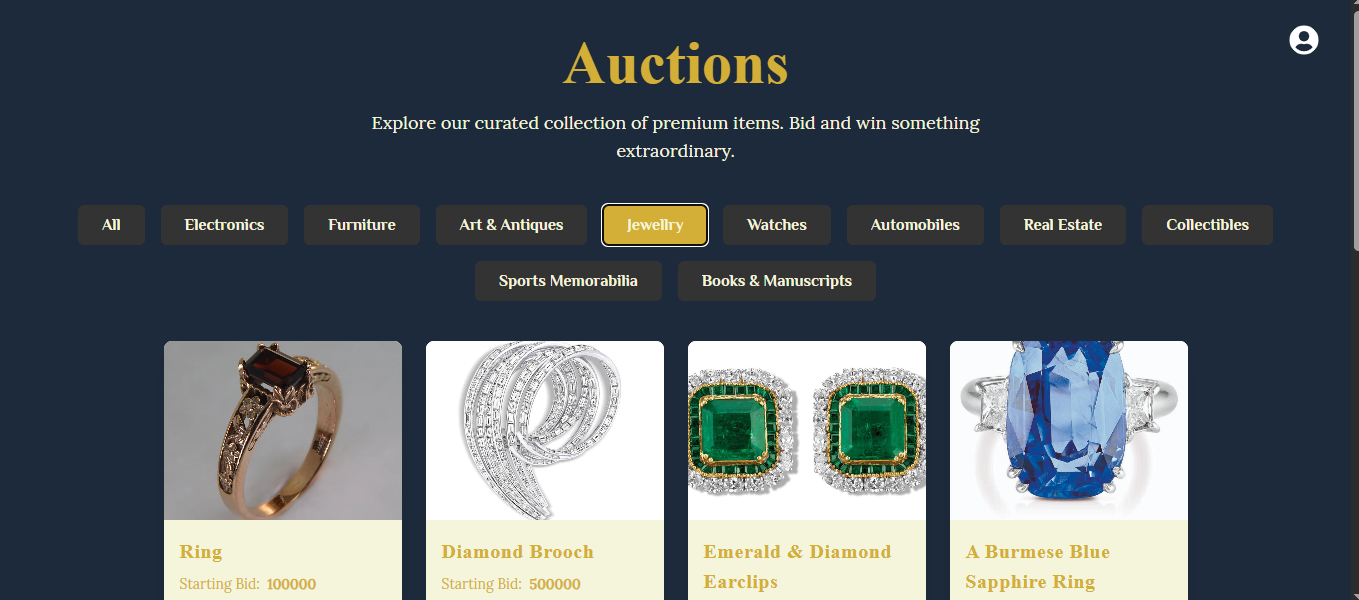 Auctions
Explore our curated collection of premium items. Bid and win something
extraordinary.
All Electronics Furniture Art & Antiques Jewellry Watches Automobiles Real Estate Collectibles
Sports Memorabilia Books & Manuscripts
Ring Diamond Brooch Emerald & Diamond A Burmese Blue
Starting Bid: 100000 Starting Bid: 500000 Earclips Sapphire Ring